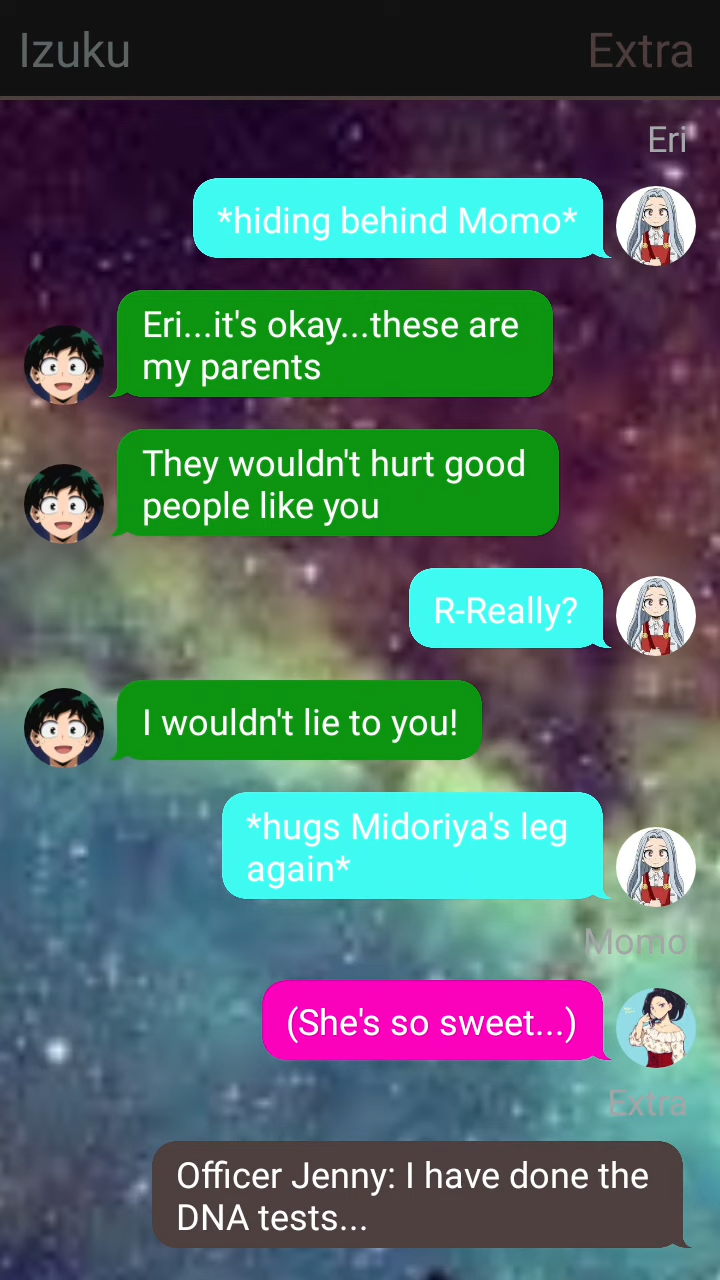 Izuku
Extra
Eri
*hiding behind Momo*
Eri...it's okay...these are
my parents
They wouldn't hurt good
people like you
R-Really?
I wouldn't lie to you!
*hugs Midoriya's leg
again*
Momo
(She's so sweet...)
Extra
Officer Jenny: I have done the
DNA tests...